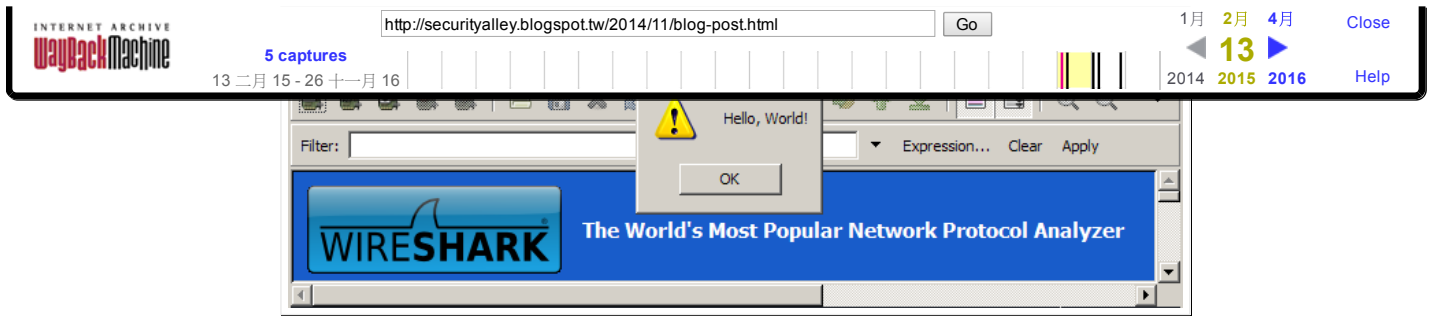 INTERNET ARCHIVE
WayBackMachine
http://securityalley.blogspot.tw/2014/11/blog-post.html
Go
5 captures
13 二月 15 - 26 十一月 16
1月 2月 4月
13
2014 2015 2016
Close
Help
Hello, World!
OK
Filter:
Expression... Clear Apply
WIRESHARK®
The World's Most Popular Network Protocol Analyzer